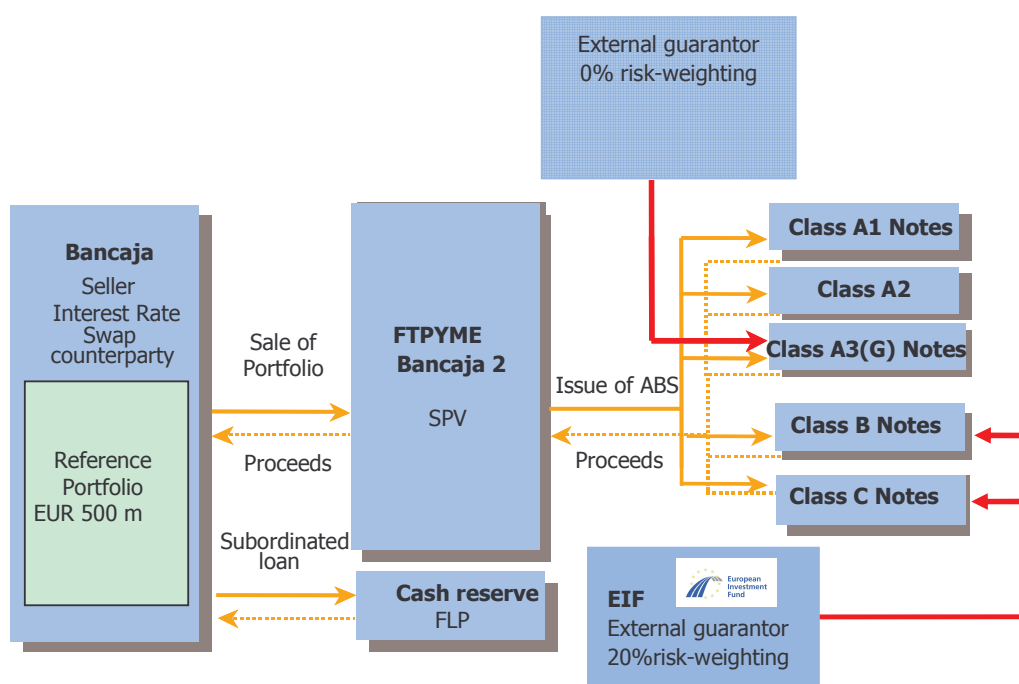 External guarantor
0% risk-weighting
Bancaja
Seller
Interest Rate
Swap
counterparty
Reference
Portfolio
EUR 500 m
Sale of
Portfolio
Proceeds
Subordinated
loan
FTPYME
Bancaja 2
SPV
Cash reserve
FLP
Issue of ABS
Proceeds
Class A1 Notes
Class A2
Class A3(G) Notes
Class B Notes
Class C Notes
European
Investment
Fund
EIF
External guarantor
20%risk-weighting